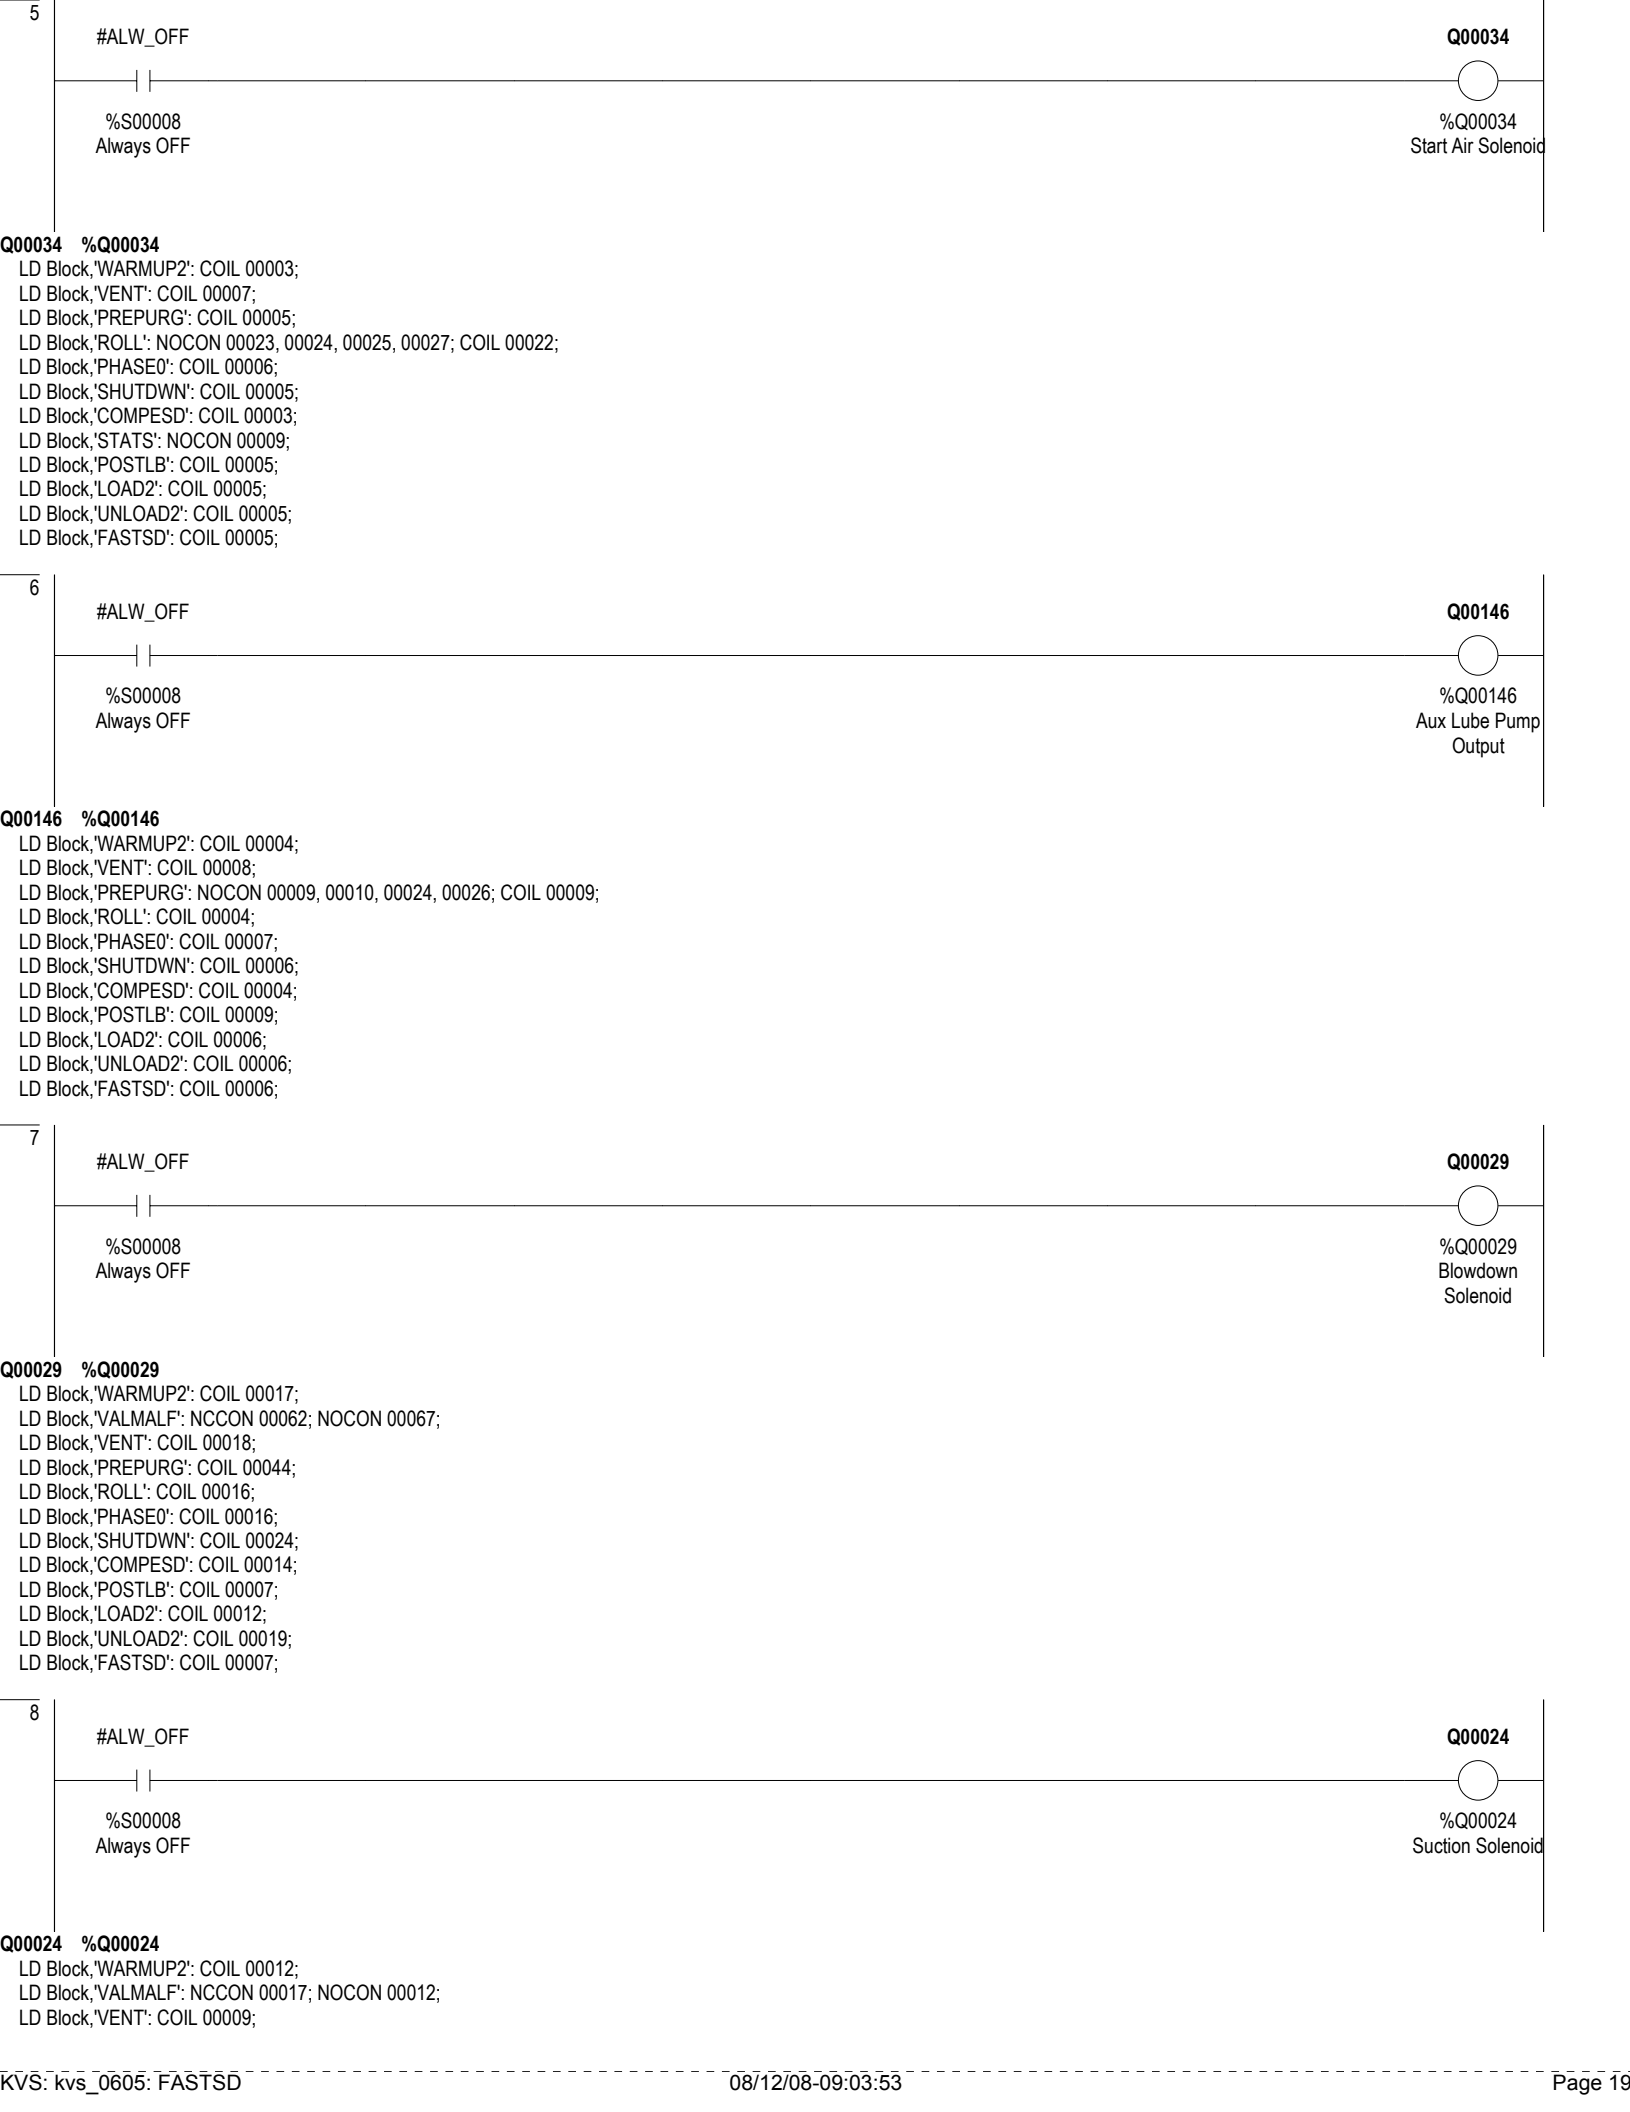 5
#ALW_OFF Q00034
%S00008 %Q00034
Always OFF Start Air Solenoid
Q00034 %Q00034
LD Block,'WARMUP2': COIL 00003;
LD Block,'VENT': COIL 00007;
LD Block,'PREPURG': COIL 00005;
LD Block,'ROLL': NOCON 00023, 00024, 00025, 00027; COIL 00022;
LD Block,'PHASE0': COIL 00006;
LD Block,'SHUTDWN': COIL 00005;
LD Block,'COMPESD': COIL 00003;
LD Block,'STATS': NOCON 00009;
LD Block,'POSTLB': COIL 00005;
LD Block,'LOAD2': COIL 00005;
LD Block,'UNLOAD2': COIL 00005;
LD Block,'FASTSD': COIL 00005;
6
#ALW_OFF Q00146
%S00008 %Q00146
Always OFF Aux Lube Pump
Output
Q00146 %Q00146
LD Block,'WARMUP2': COIL 00004;
LD Block,'VENT': COIL 00008;
LD Block,'PREPURG': NOCON 00009, 00010, 00024, 00026; COIL 00009;
LD Block,'ROLL': COIL 00004;
LD Block,'PHASE0': COIL 00007;
LD Block,'SHUTDWN': COIL 00006;
LD Block,'COMPESD': COIL 00004;
LD Block,'POSTLB': COIL 00009;
LD Block,'LOAD2': COIL 00006;
LD Block,'UNLOAD2': COIL 00006;
LD Block,'FASTSD': COIL 00006;
7
#ALW_OFF Q00029
%S00008 %Q00029
Always OFF Blowdown
Solenoid
Q00029 %Q00029
LD Block,'WARMUP2': COIL 00017;
LD Block,'VALMALF': NCCON 00062; NOCON 00067;
LD Block,'VENT': COIL 00018;
LD Block,'PREPURG': COIL 00044;
LD Block,'ROLL': COIL 00016;
LD Block,'PHASE0': COIL 00016;
LD Block,'SHUTDWN': COIL 00024;
LD Block,'COMPESD': COIL 00014;
LD Block,'POSTLB': COIL 00007;
LD Block,'LOAD2': COIL 00012;
LD Block,'UNLOAD2': COIL 00019;
LD Block,'FASTSD': COIL 00007;
8
#ALW_OFF Q00024
%S00008 %Q00024
Always OFF Suction Solenoid
Q00024 %Q00024
LD Block,'WARMUP2': COIL 00012;
LD Block,'VALMALF': NCCON 00017; NOCON 00012;
LD Block,'VENT': COIL 00009;
KVS: kvs_0605: FASTSD 08/12/08-09:03:53 Page 19